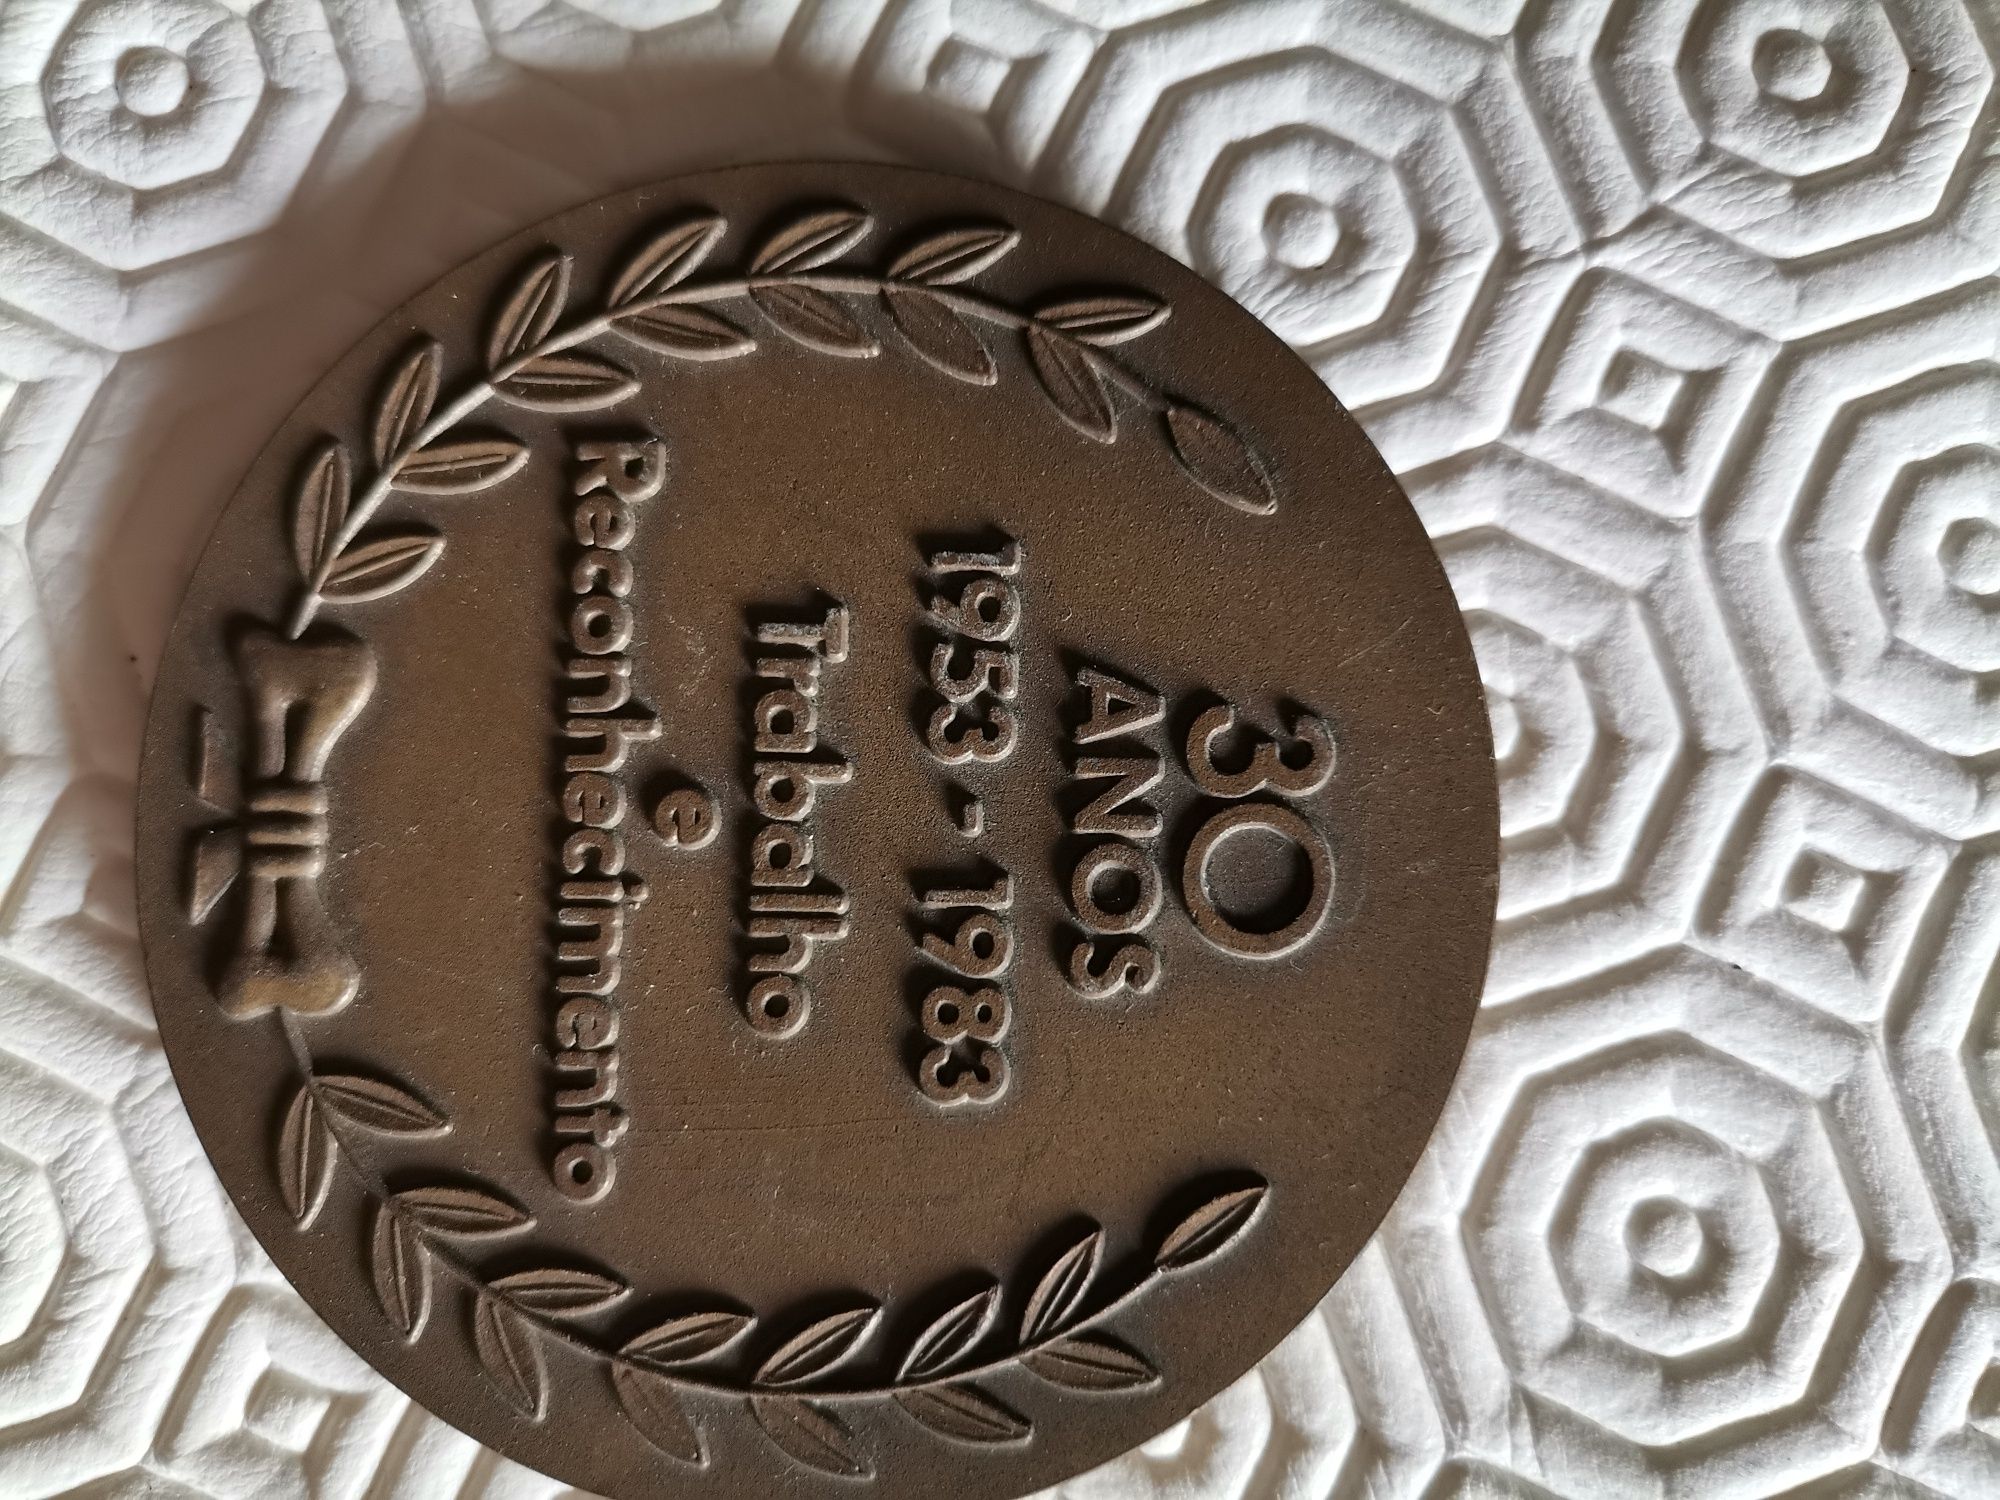 30
ANOS
1953 - 1983
Trabalho
e
Reconhecimento